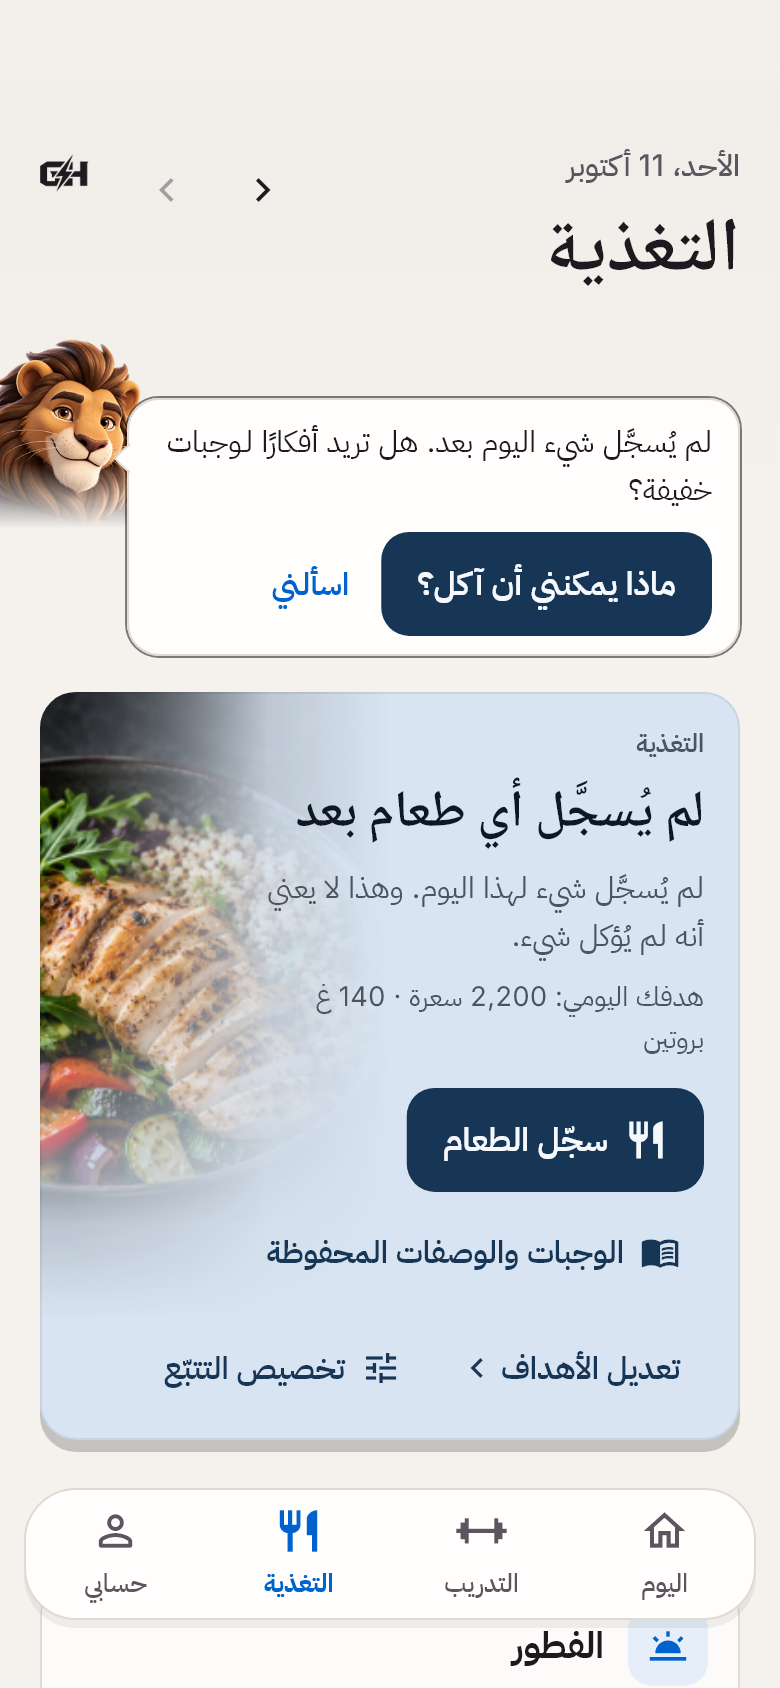 الأحد، 11 أكتوبر
GH
التغذية
لم يُسجَّل شيء اليوم بعد. هل تريد أفكارًا لوجبات
خفيفة؟
ماذا يمكنني أن آكل؟
اسألني
التغذية
لم يُسجَّل أي طعام بعد
لم يُسجَّل شيء لهذا اليوم. وهذا لا يعني
أنه لم يُؤكل شيء.
هدفك اليومي: 2,200 سعرة · 140 غ
بروتين
سجّل الطعام
الوجبات والوصفات المحفوظة
تعديل الأهداف
تخصيص التتبّع
اليوم
التدريب
التغذية
حسابي
الفطور